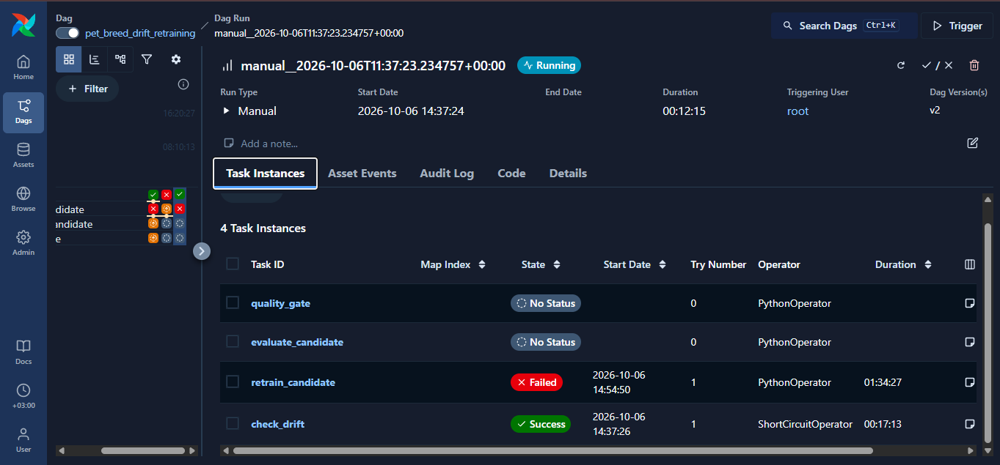 Dag
pet_breed_drift_retraining
Dag Run
manual__2026-10-06T11:37:23.234757+00:00
Search Dags Ctrl+K
Trigger
Home
Dags
Assets
Browse
Admin
Docs
+03:00
User
Filter
16:20:27
08:10:13
didate
andidate
e
manual__2026-10-06T11:37:23.234757+00:00 Running
/
Run Type Start Date End Date Duration Triggering User Dag Version(s)
Manual 2026-10-06 14:37:24 00:12:15 root v2
Add a note...
Task Instances Asset Events Audit Log Code Details
4 Task Instances
Task ID Map Index State Start Date Try Number Operator Duration
quality_gate No Status 0 PythonOperator
evaluate_candidate No Status 0 PythonOperator
retrain_candidate Failed 2026-10-06 14:54:50 1 PythonOperator 01:34:27
check_drift Success 2026-10-06 14:37:26 1 ShortCircuitOperator 00:17:13